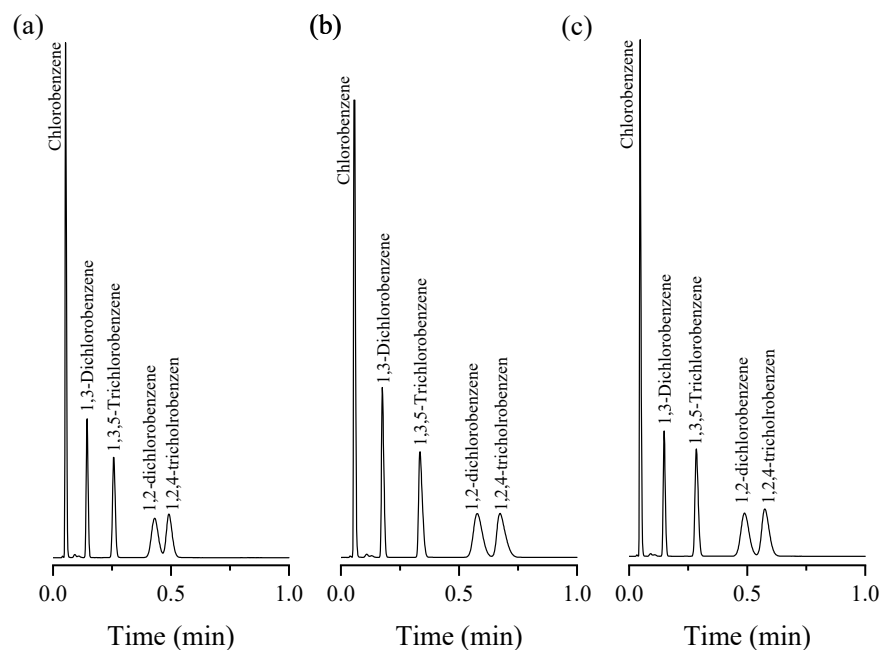 (a)
Chlorobenzene
1,3-Dichlorobenzene
1,3,5-Trichlorobenzene
1,2-dichlorobenzene
1,2,4-tricholrobenzen
0.0 0.5 1.0
Time (min)
(b)
Chlorobenzene
1,3-Dichlorobenzene
1,3,5-Trichlorobenzene
1,2-dichlorobenzene
1,2,4-tricholrobenzen
0.0 0.5 1.0
Time (min)
(c)
Chlorobenzene
1,3-Dichlorobenzene
1,3,5-Trichlorobenzene
1,2-dichlorobenzene
1,2,4-tricholrobenzene
0.0 0.5 1.0
Time (min)